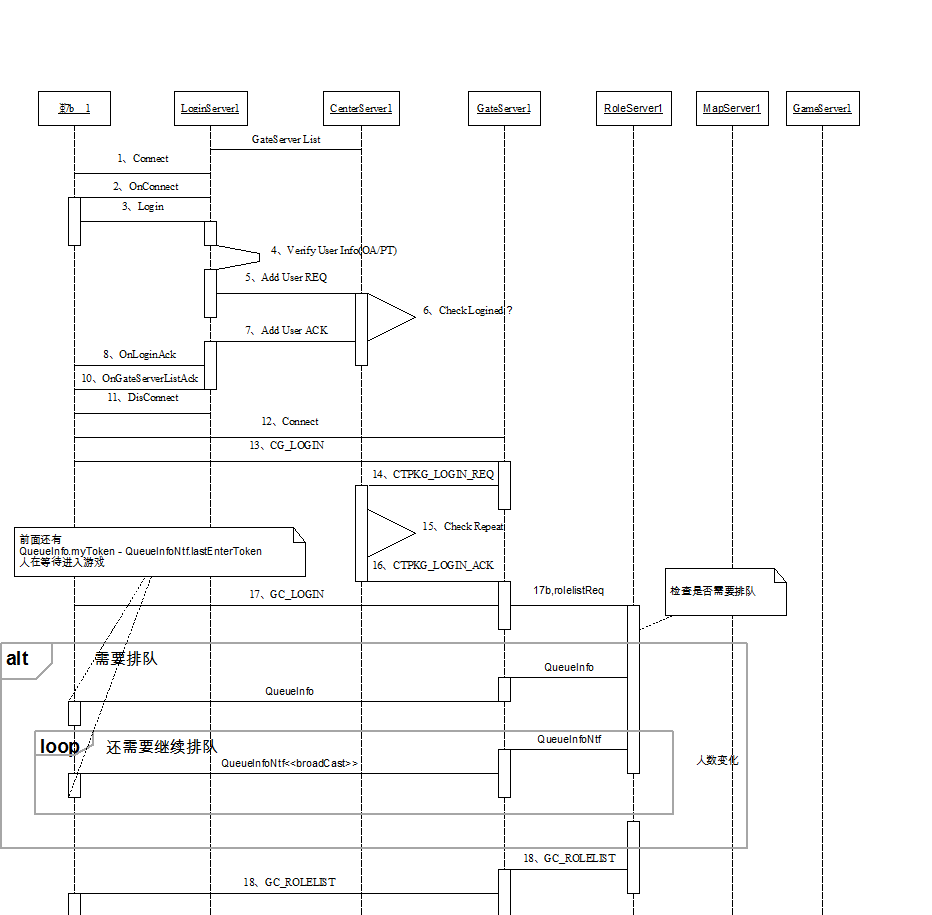 LoginServer1
CenterServer1
GateServer1
RoleServer1
MapServer1
GameServer1
GateServer List
1、Connect
2、OnConnect
3、Login
4、Verify User Info(OA/PT)
5、Add User REQ
6、Check Logined？
7、Add User ACK
8、OnLoginAck
10、OnGateServerListAck
11、DisConnect
12、Connect
13、CG_LOGIN
14、CTPKG_LOGIN_REQ
15、Check Repeat
16、CTPKG_LOGIN_ACK
前面还有
QueueInfo.myToken - QueueInfoNtf.lastEnterToken
人在等待进入游戏
17、GC_LOGIN
17b,rolelistReq
检查是否需要排队
alt
需要排队
QueueInfo
QueueInfo
loop
还需要继续排队
QueueInfoNtf
QueueInfoNtf<<broadCast>>
人数变化
18、GC_ROLELIST
18、GC_ROLELIST